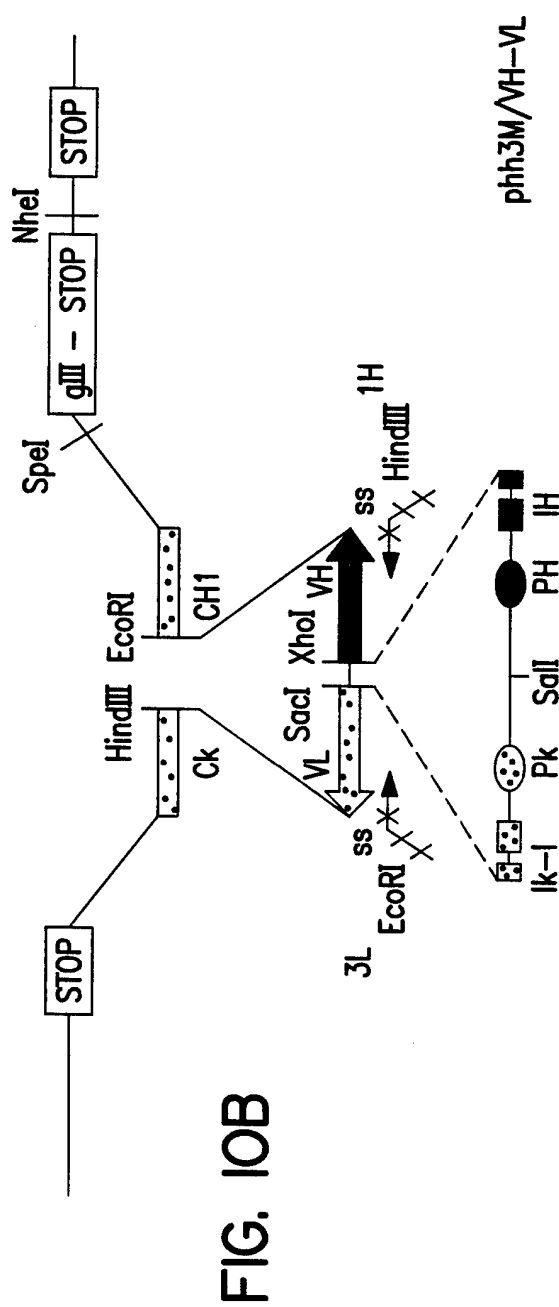 FIG. 10B
STOP
gIII - STOP
STOP
SpeI
NheI
HindIII
EcoRI
Ck
CH1
SacI
XhoI
VL
VH
3L
ss
EcoRI
ss
HindIII
1H
Ik-I
Pk
SalI
PH
IH
phh3M/VH-VL